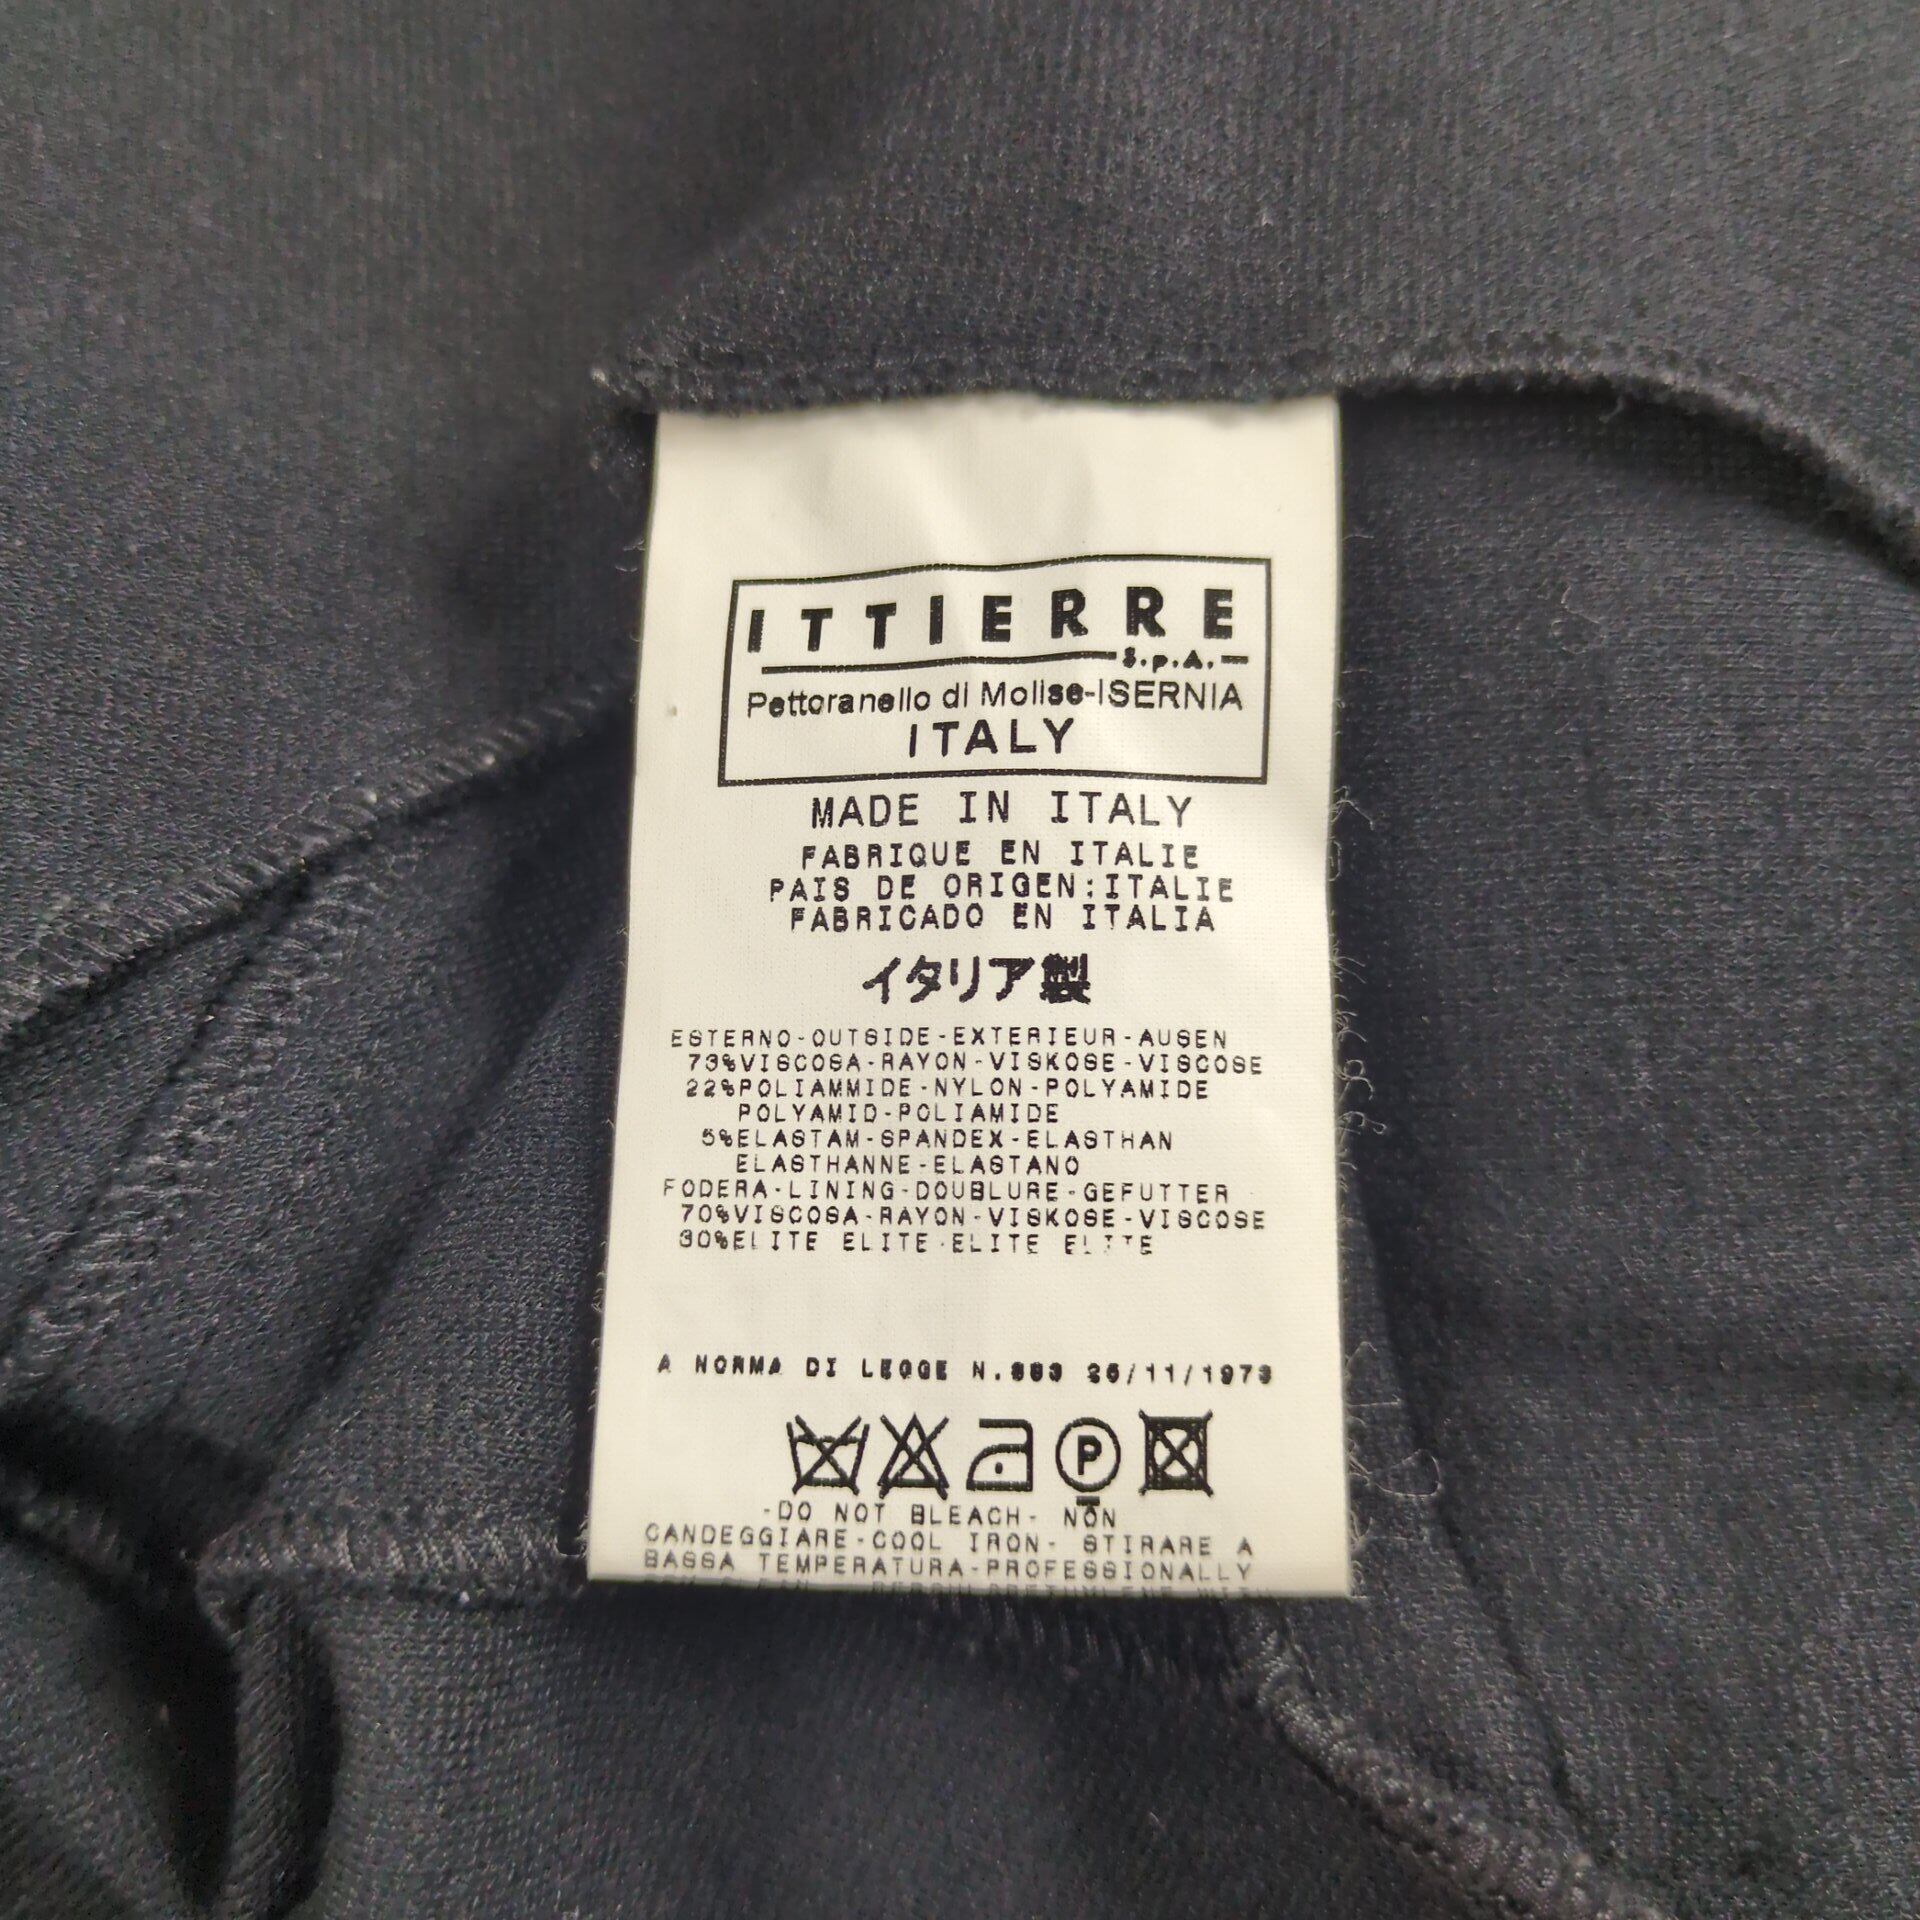 ITTIERRE
S.p.A.
Pettoranello di Molise-ISERNIA
ITALY
MADE IN ITALY
FABRIQUE EN ITALIE
PAIS DE ORIGEN:ITALIE
FABRICADO EN ITALIA
イタリア製
ESTERNO-OUTSIDE-EXTERIEUR-AUSEN
73%VISCOSA-RAYON-VISKOSE-VISCOSE
22%POLIAMMIDE-NYLON-POLYAMIDE
POLYAMID-POLIAMIDE
5%ELASTAM-SPANDEX-ELASTHAN
ELASTHANNE-ELASTANO
FODERA-LINING-DOUBLURE-GEFUTTER
70%VISCOSA-RAYON-VISKOSE-VISCOSE
30%ELITE ELITE-ELITE ELITE
A NORMA DI LEGGE N.883 26/11/1973
P
-DO NOT BLEACH- NON
CANDEGGIARE-COOL IRON- STIRARE A
BASSA TEMPERATURA-PROFESSIONALLY